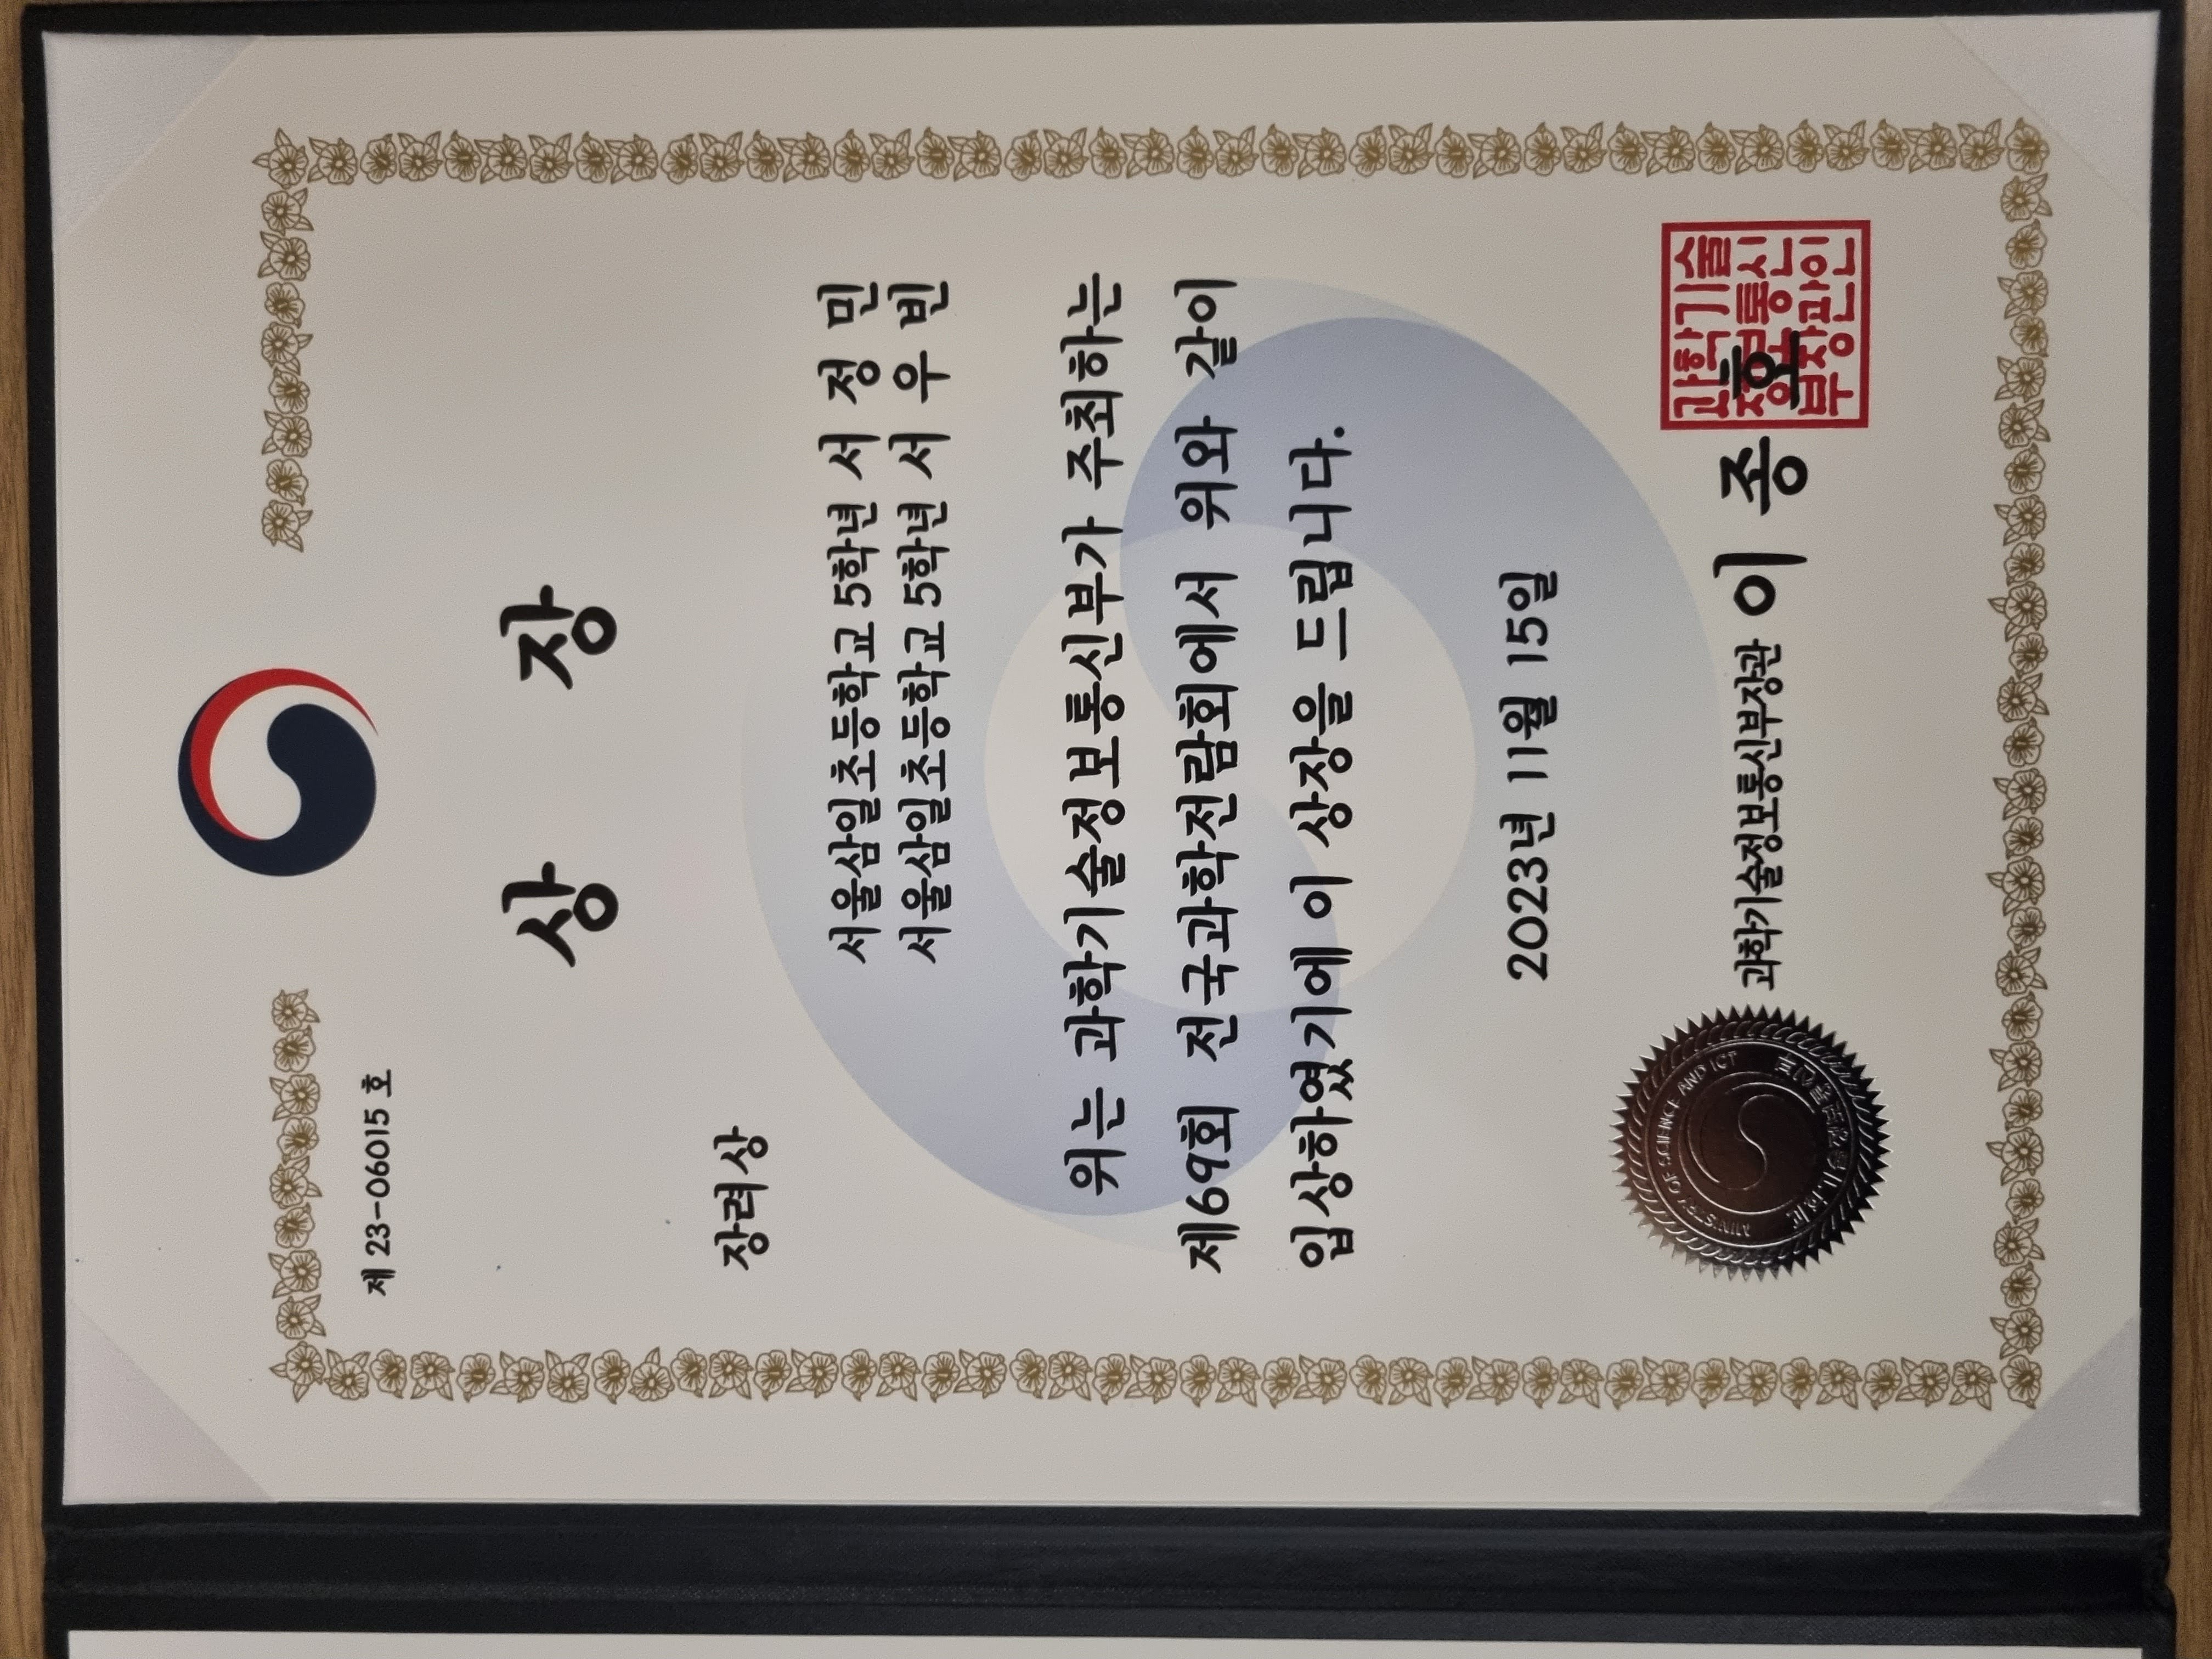 제 23-06015 호
상 장
장려상
서울삼일초등학교 5학년 서 정 민
서울삼일초등학교 5학년 서 우 빈
위는 과학기술정보통신부가 주최하는
제69회 전국과학전람회에서 위와 같이
입상하였기에 이 상장을 드립니다.
2023년 11월 15일
MINISTRY OF SCIENCE AND ICT
과학기술정보통신부
과학기술정보통신부장관 이 종 호
과학기술
정보통신
부장관인